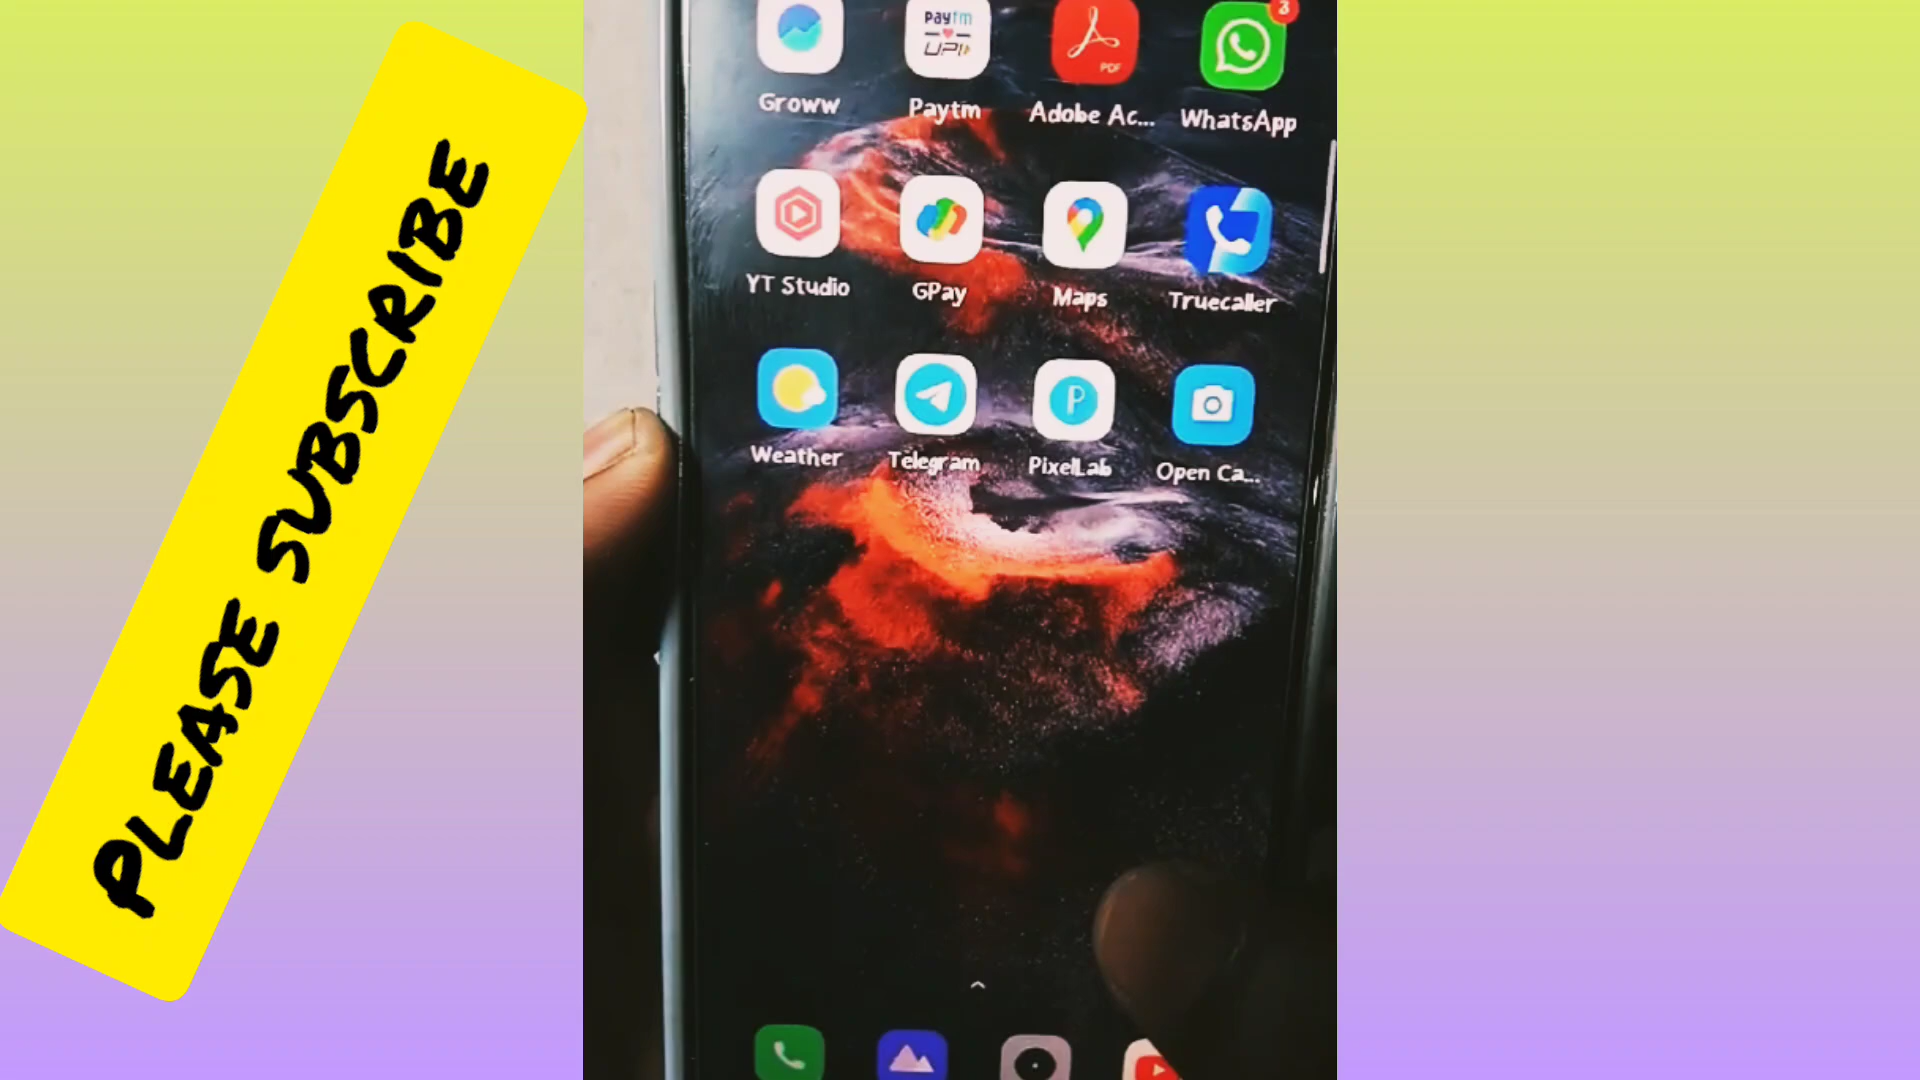 PLEASE SUBSCRIBE
3
Paytm
UPI
PDF
Groww
Paytm
Adobe Ac...
WhatsApp
YT Studio
GPay
Maps
Truecaller
P
Weather
Telegram
PixelLab
Open Ca...